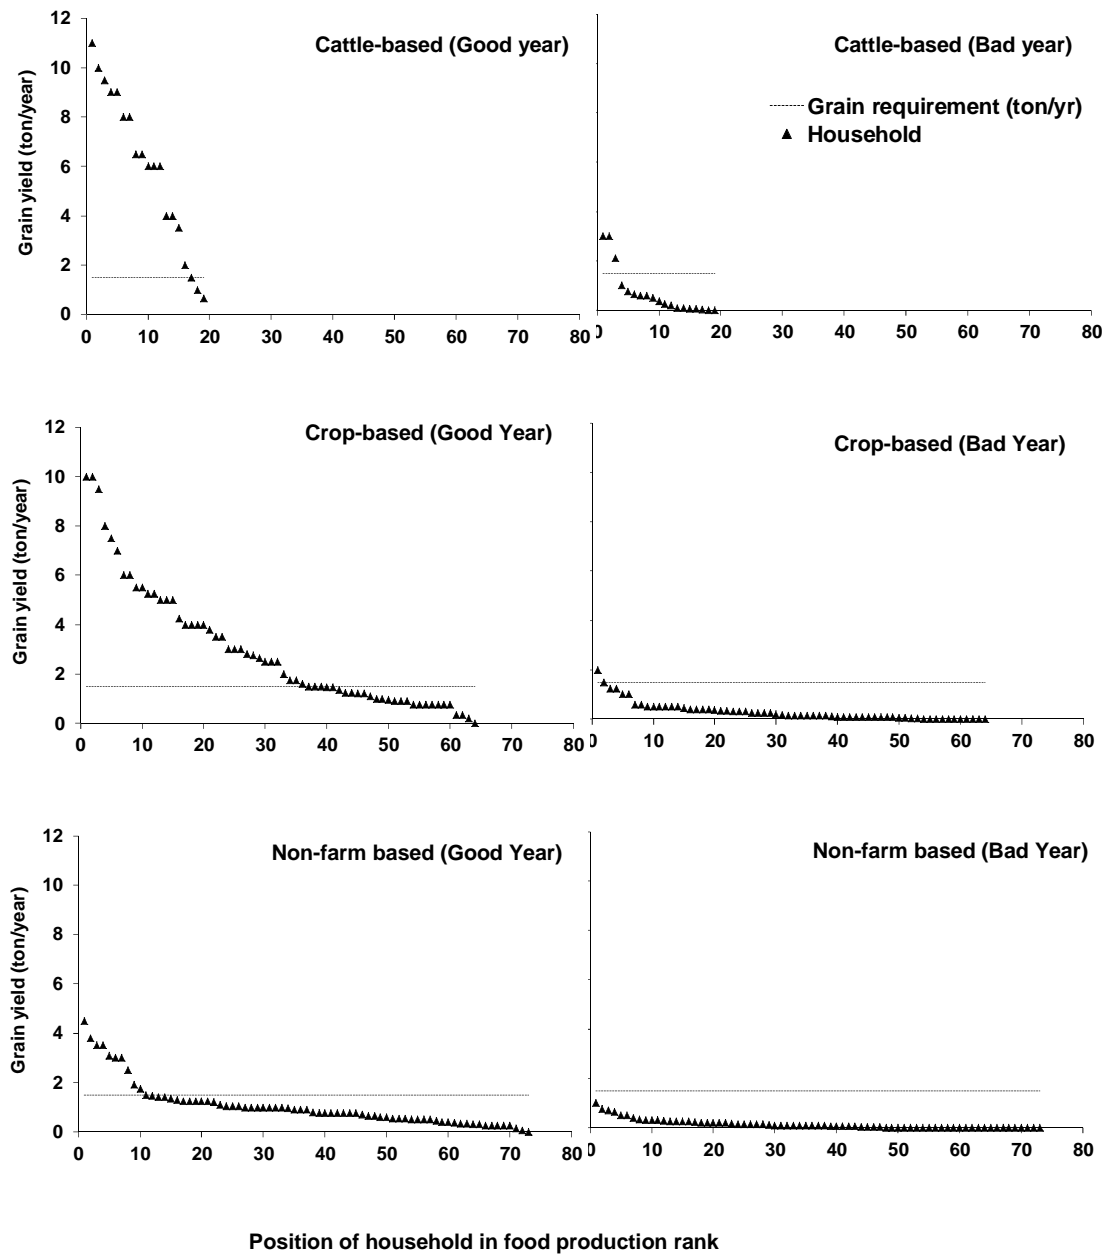 Cattle-based (Good year)
Grain yield (ton/year)
12
10
8
6
4
2
0
0 10 20 30 40 50 60 70 80
Cattle-based (Bad year)
Grain requirement (ton/yr)
Household
0 10 20 30 40 50 60 70 80
Crop-based (Good Year)
Grain yield (ton/year)
12
10
8
6
4
2
0
0 10 20 30 40 50 60 70 80
Crop-based (Bad Year)
0 10 20 30 40 50 60 70 80
Non-farm based (Good Year)
Grain yield (ton/year)
12
10
8
6
4
2
0
0 10 20 30 40 50 60 70 80
Non-farm based (Bad Year)
0 10 20 30 40 50 60 70 80
Position of household in food production rank